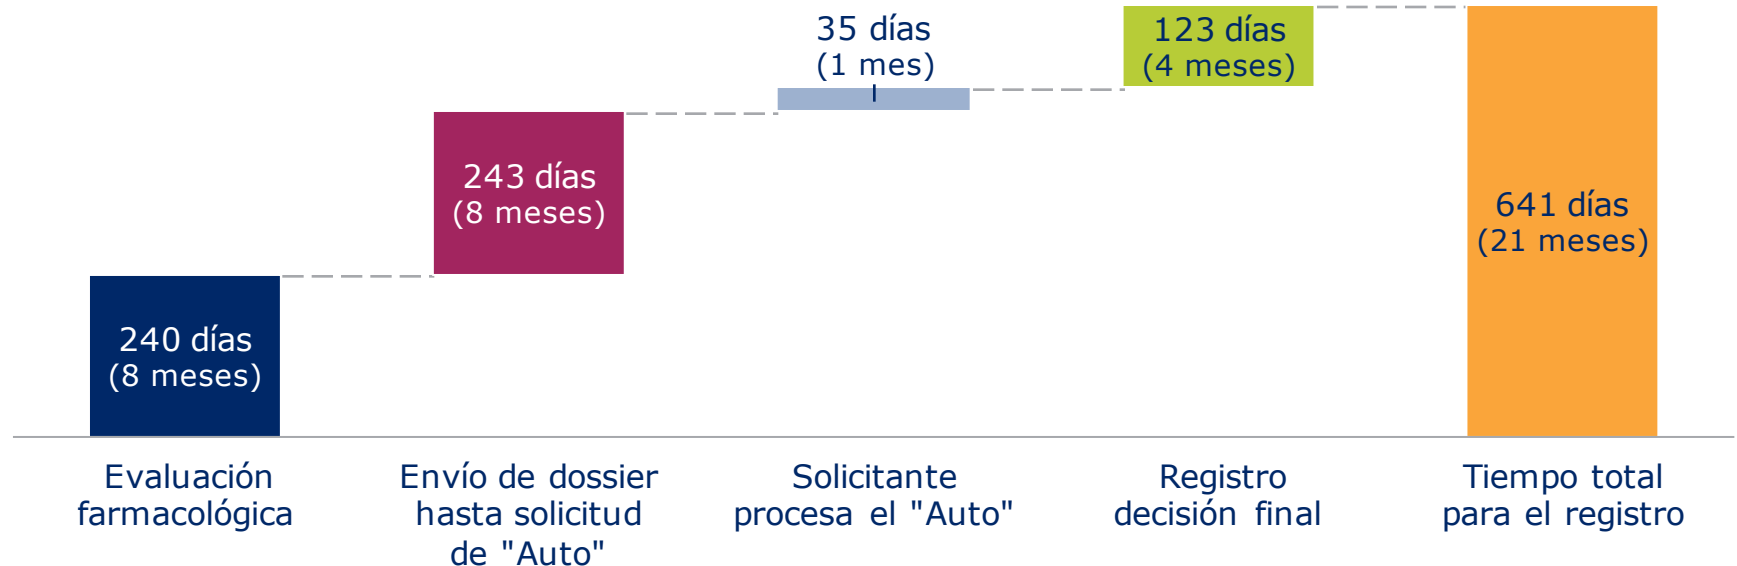 35 días
(1 mes)
123 días
(4 meses)
243 días
(8 meses)
641 días
(21 meses)
240 días
(8 meses)
Evaluación
farmacológica
Envío de dossier
hasta solicitud
de "Auto"
Solicitante
procesa el "Auto"
Registro
decisión final
Tiempo total
para el registro